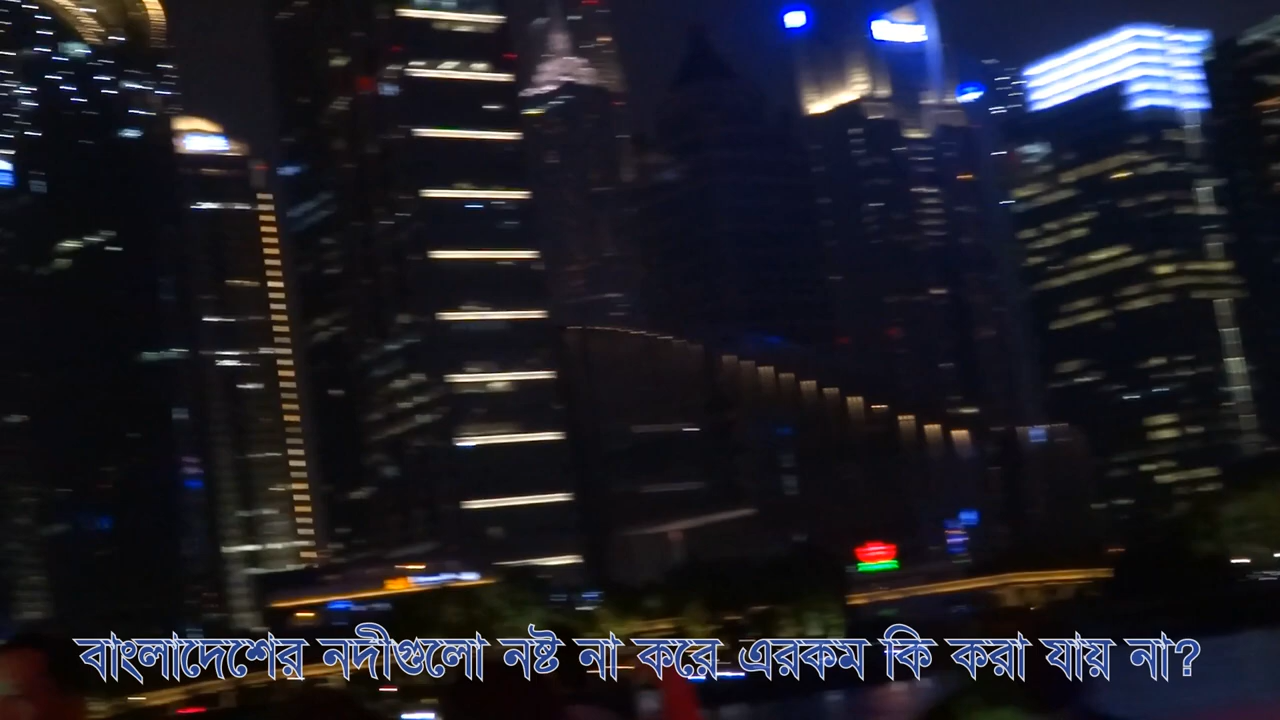 বাংলাদেশের নদীগুলো নষ্ট না করে এরকম কি করা যায় না?